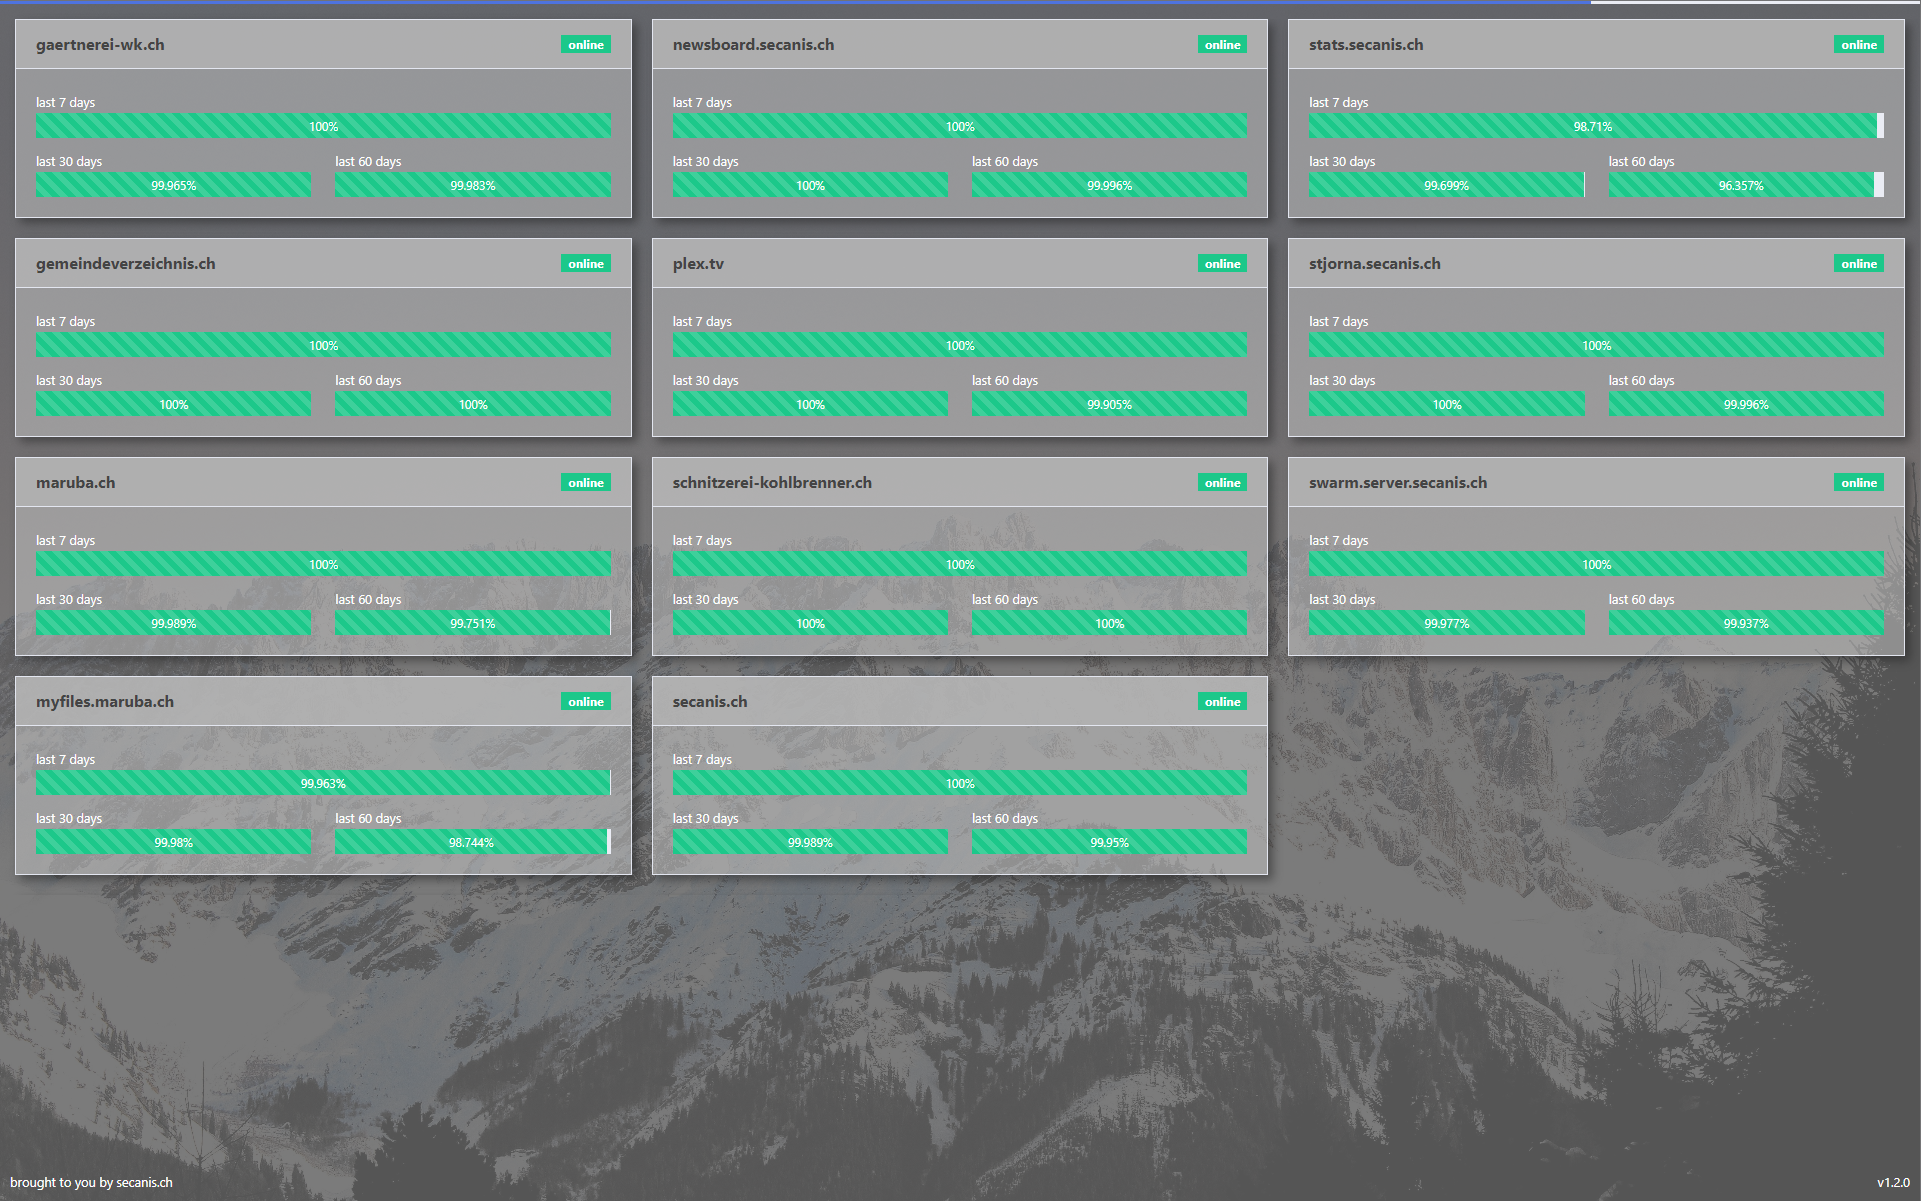 gaertnerei-wk.ch online
last 7 days
100%
last 30 days last 60 days
99.965% 99.983%
newsboard.secanis.ch online
last 7 days
100%
last 30 days last 60 days
100% 99.996%
stats.secanis.ch online
last 7 days
98.71%
last 30 days last 60 days
99.699% 96.357%
gemeindeverzeichnis.ch online
last 7 days
100%
last 30 days last 60 days
100% 100%
plex.tv online
last 7 days
100%
last 30 days last 60 days
100% 99.905%
stjorna.secanis.ch online
last 7 days
100%
last 30 days last 60 days
100% 99.996%
maruba.ch online
last 7 days
100%
last 30 days last 60 days
99.989% 99.751%
schnitzerei-kohlbrenner.ch online
last 7 days
100%
last 30 days last 60 days
100% 100%
swarm.server.secanis.ch online
last 7 days
100%
last 30 days last 60 days
99.977% 99.937%
myfiles.maruba.ch online
last 7 days
99.963%
last 30 days last 60 days
99.98% 98.744%
secanis.ch online
last 7 days
100%
last 30 days last 60 days
99.989% 99.95%
brought to you by secanis.ch
v1.2.0